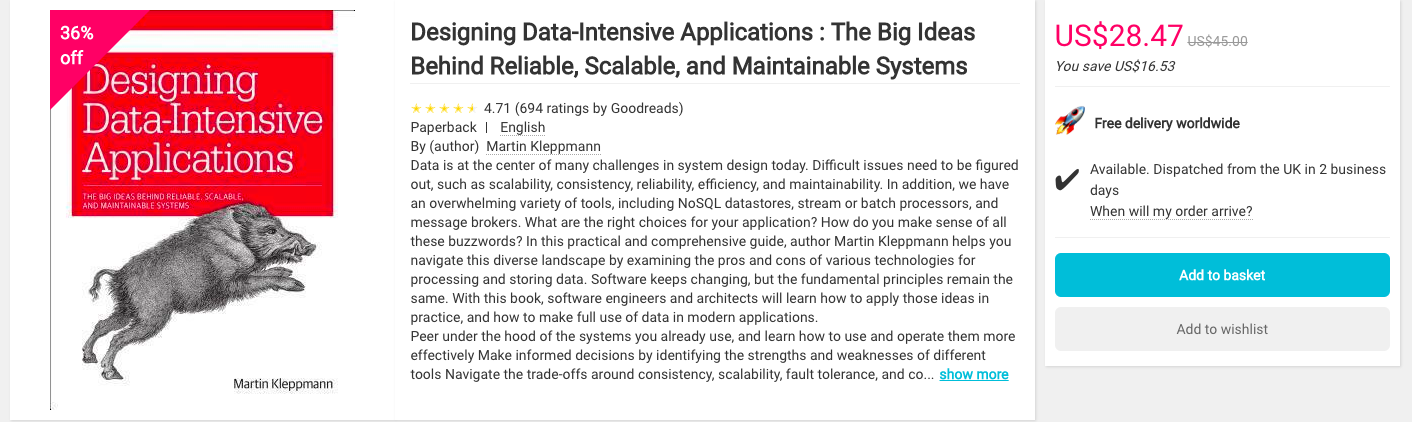 36%
off
Designing
Data-Intensive
Applications
THE BIG IDEAS BEHIND RELIABLE, SCALABLE,
AND MAINTAINABLE SYSTEMS
Martin Kleppmann
Designing Data-Intensive Applications : The Big Ideas
Behind Reliable, Scalable, and Maintainable Systems
4.71 (694 ratings by Goodreads)
Paperback | English
By (author) Martin Kleppmann
Data is at the center of many challenges in system design today. Difficult issues need to be figured
out, such as scalability, consistency, reliability, efficiency, and maintainability. In addition, we have
an overwhelming variety of tools, including NoSQL datastores, stream or batch processors, and
message brokers. What are the right choices for your application? How do you make sense of all
these buzzwords? In this practical and comprehensive guide, author Martin Kleppmann helps you
navigate this diverse landscape by examining the pros and cons of various technologies for
processing and storing data. Software keeps changing, but the fundamental principles remain the
same. With this book, software engineers and architects will learn how to apply those ideas in
practice, and how to make full use of data in modern applications.
Peer under the hood of the systems you already use, and learn how to use and operate them more
effectively Make informed decisions by identifying the strengths and weaknesses of different
tools Navigate the trade-offs around consistency, scalability, fault tolerance, and co... show more
US$28.47 US$45.00
You save US$16.53
Free delivery worldwide
Available. Dispatched from the UK in 2 business
days
When will my order arrive?
Add to basket
Add to wishlist